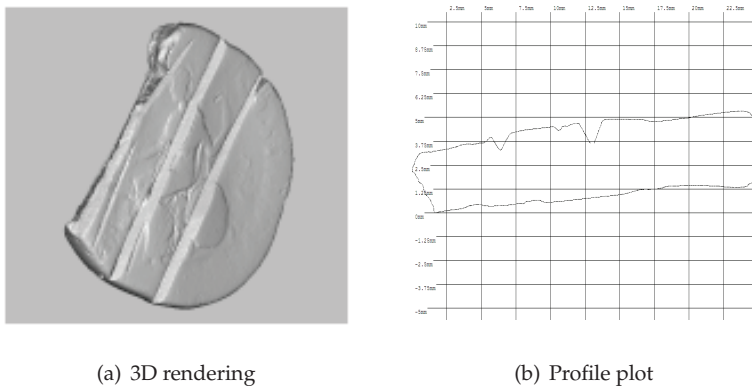 2.5mm 5mm 7.5mm 10mm 12.5mm 15mm 17.5mm 20mm 22.5mm
10mm
8.75mm
7.5mm
6.25mm
5mm
3.75mm
2.5mm
1.25mm
0mm
-1.25mm
-2.5mm
-3.75mm
-5mm
(a) 3D rendering
(b) Profile plot